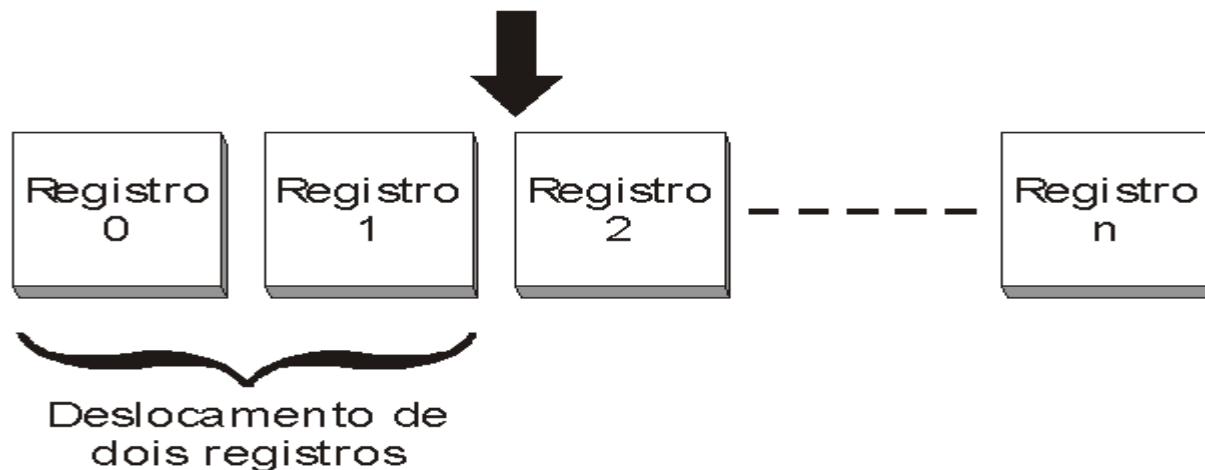 Registro
0
Registro
1
Registro
2
Registro
n
Deslocamento de
dois registros